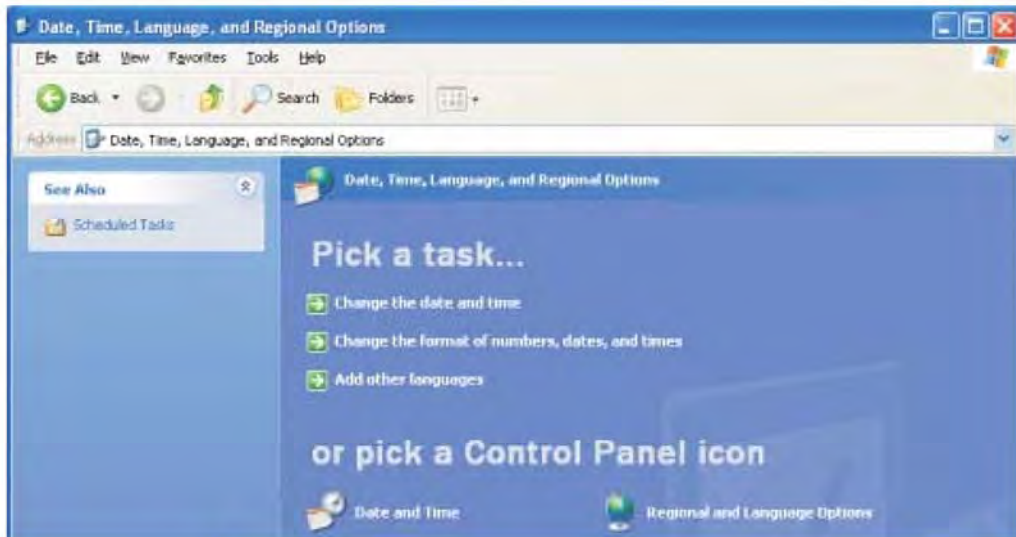 Date, Time, Language, and Regional Options
File Edit View Favorites Tools Help
Back Search Folders
Address Date, Time, Language, and Regional Options
See Also
Scheduled Tasks
Date, Time, Language, and Regional Options
Pick a task...
Change the date and time
Change the format of numbers, dates, and times
Add other languages
or pick a Control Panel icon
Date and Time Regional and Language Options